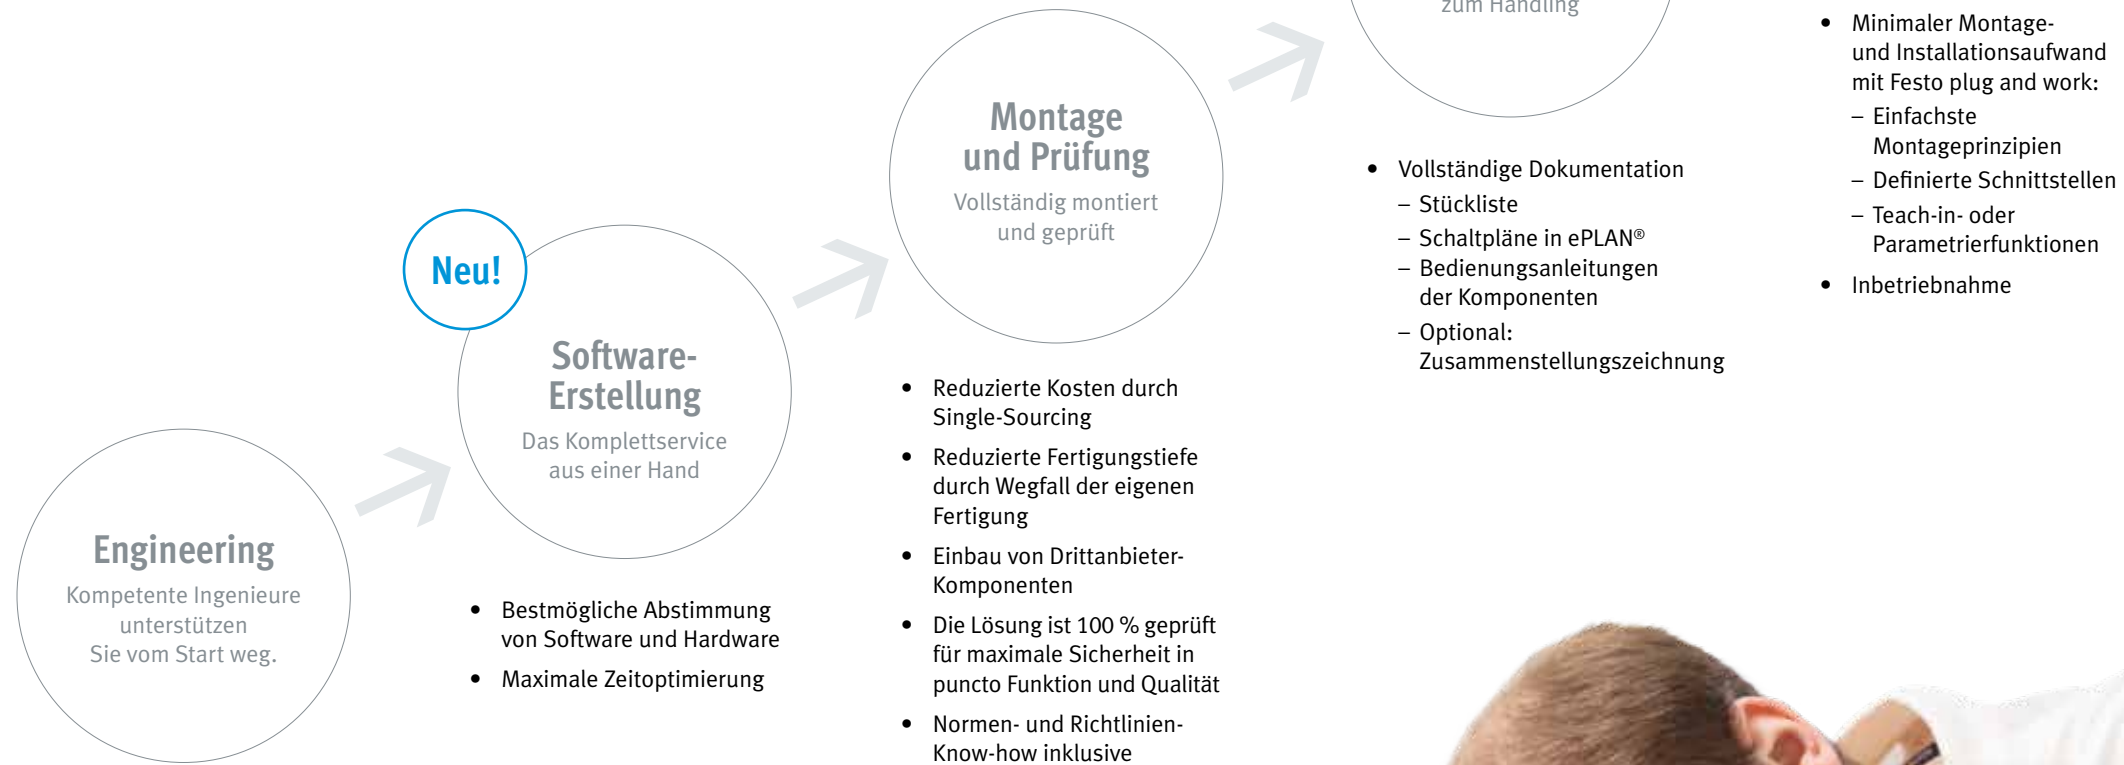 Engineering
Kompetente Ingenieure
unterstützen
Sie vom Start weg.
Neu!
Software-
Erstellung
Das Komplettservice
aus einer Hand
• Bestmögliche Abstimmung
von Software und Hardware
• Maximale Zeitoptimierung
Montage
und Prüfung
Vollständig montiert
und geprüft
• Reduzierte Kosten durch
Single-Sourcing
• Reduzierte Fertigungstiefe
durch Wegfall der eigenen
Fertigung
• Einbau von Drittanbieter-
Komponenten
• Die Lösung ist 100 % geprüft
für maximale Sicherheit in
puncto Funktion und Qualität
• Normen- und Richtlinien-
Know-how inklusive
zum Handling
• Vollständige Dokumentation
– Stückliste
– Schaltpläne in ePLAN®
– Bedienungsanleitungen
der Komponenten
– Optional:
Zusammenstellungszeichnung
• Minimaler Montage-
und Installationsaufwand
mit Festo plug and work:
– Einfachste
Montageprinzipien
– Definierte Schnittstellen
– Teach-in- oder
Parametrierfunktionen
• Inbetriebnahme